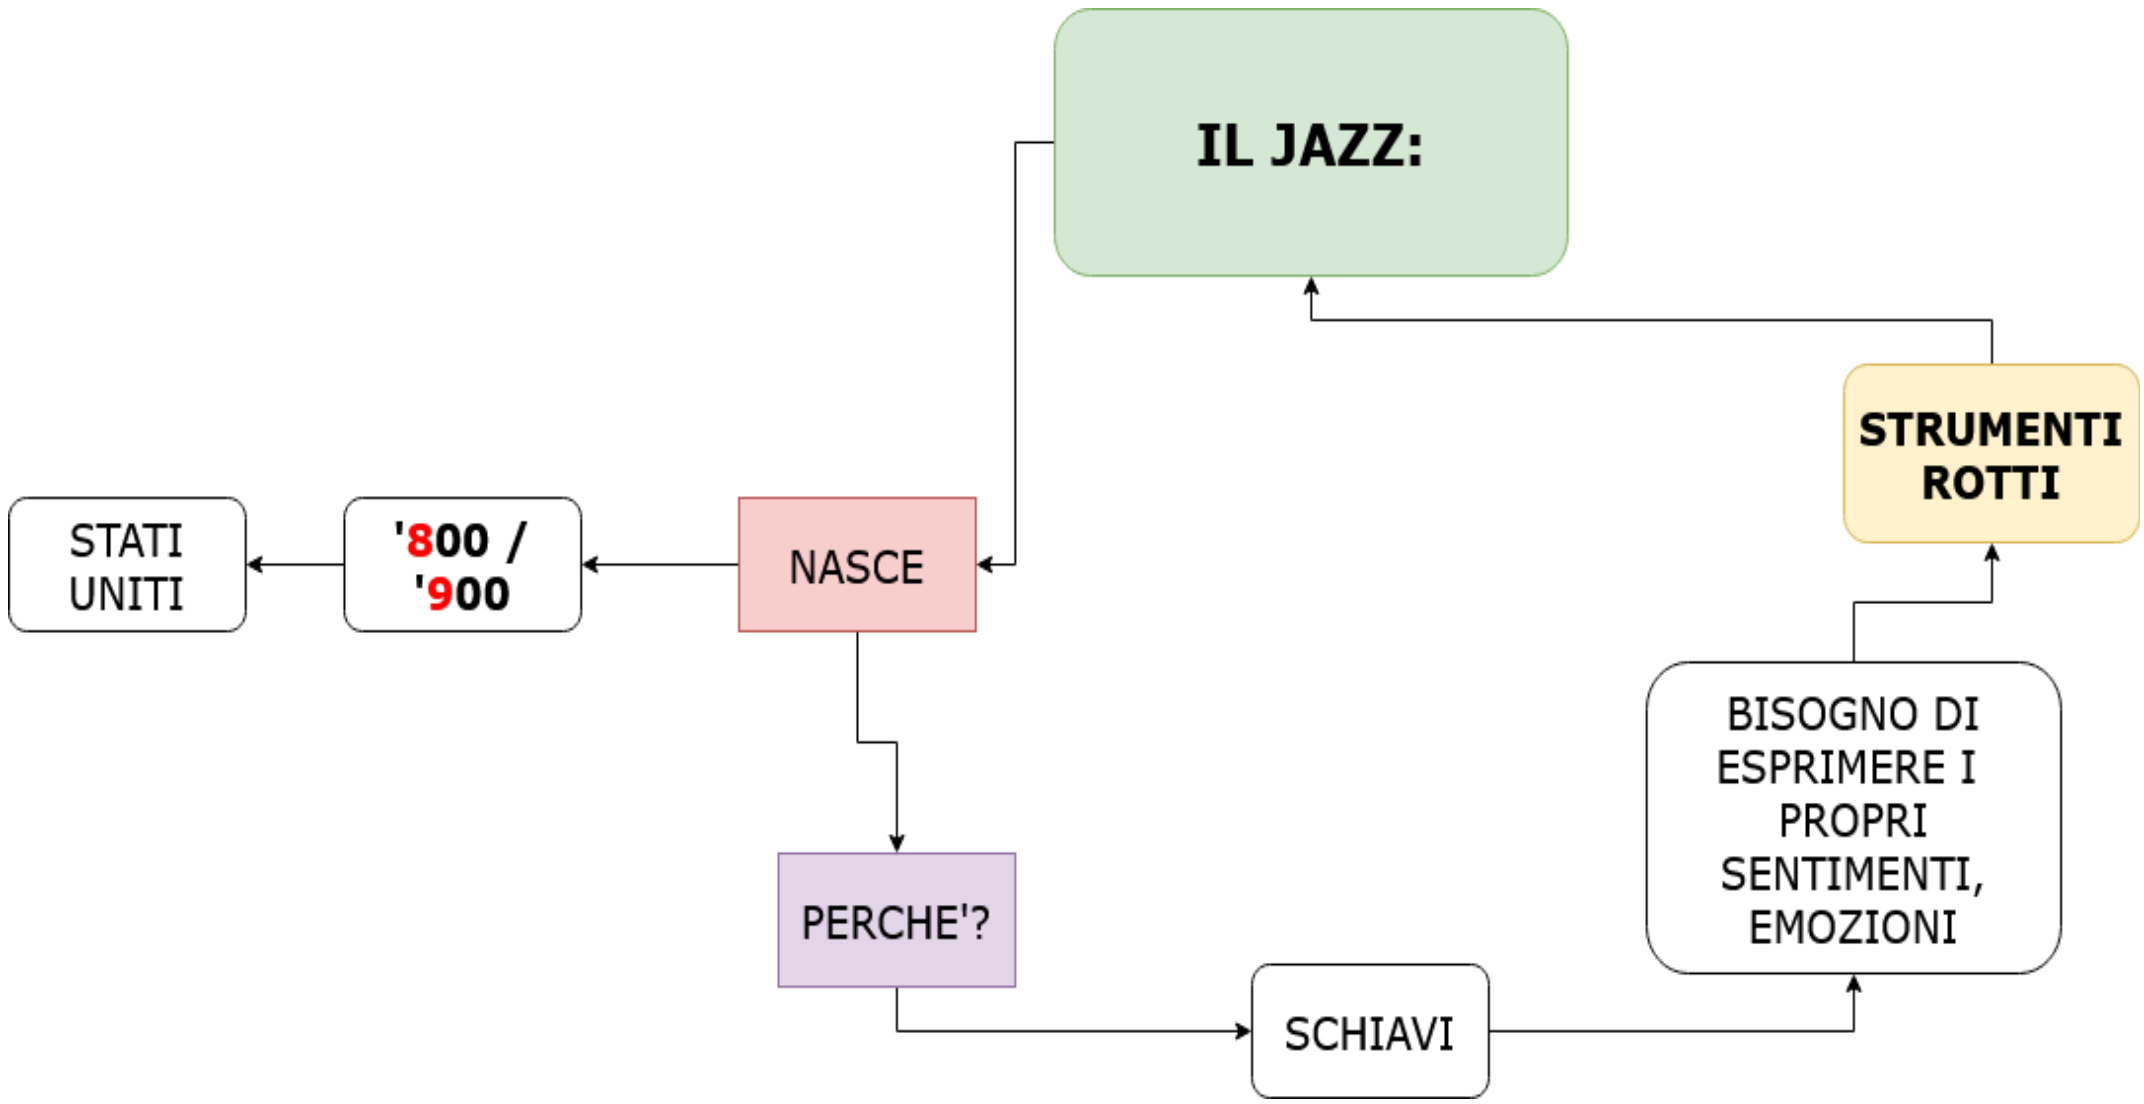 IL JAZZ:
STRUMENTI
ROTTI
STATI
UNITI
'800 /
'900
NASCE
BISOGNO DI
ESPRIMERE I
PROPRI
SENTIMENTI,
EMOZIONI
PERCHE'?
SCHIAVI